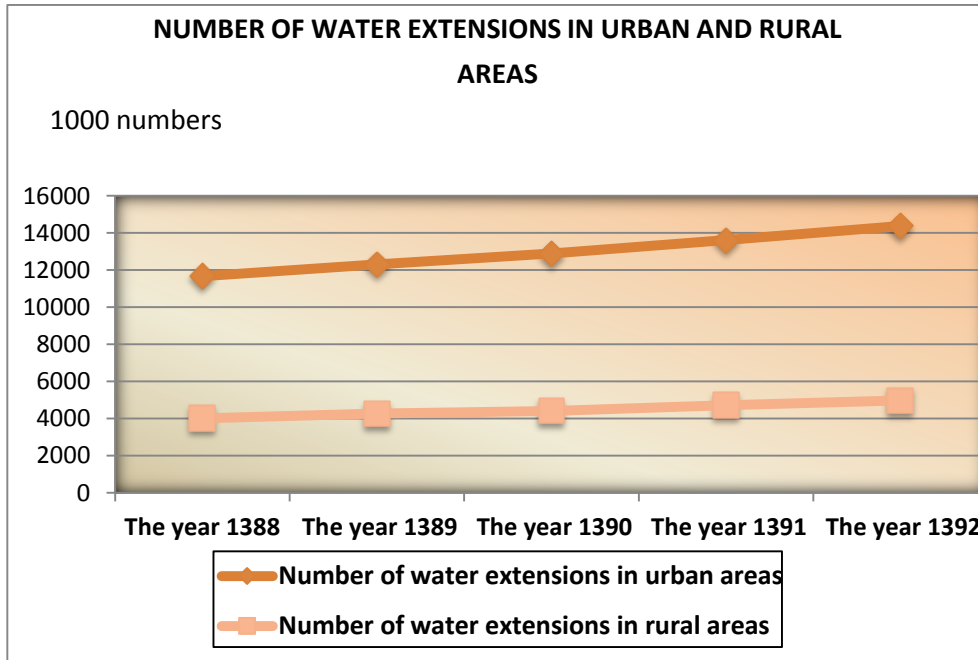 NUMBER OF WATER EXTENSIONS IN URBAN AND RURAL
AREAS
1000 numbers
16000
14000
12000
10000
8000
6000
4000
2000
0
The year 1388 The year 1389 The year 1390 The year 1391 The year 1392
Number of water extensions in urban areas
Number of water extensions in rural areas